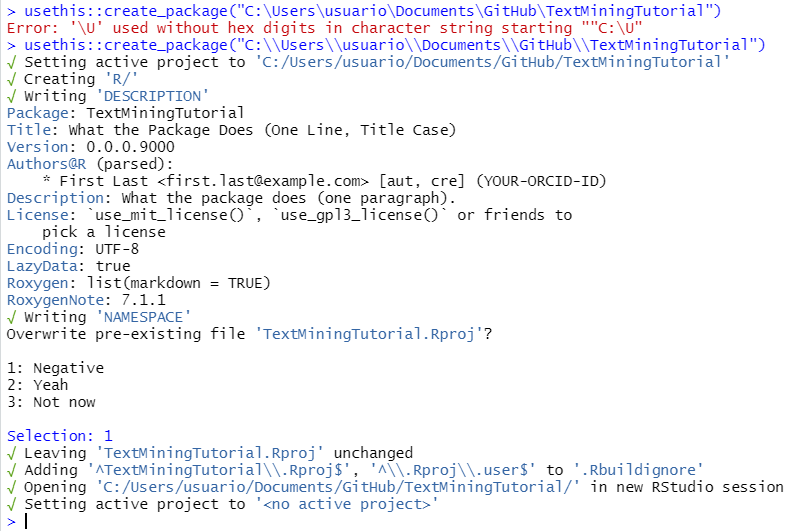 > usethis::create_package("C:\Users\usuario\Documents\GitHub\TextMiningTutorial")
Error: '\U' used without hex digits in character string starting ""C:\U"
> usethis::create_package("C:\\Users\\usuario\\Documents\\GitHub\\TextMiningTutorial")
√ Setting active project to 'C:/Users/usuario/Documents/GitHub/TextMiningTutorial'
√ Creating 'R/'
√ Writing 'DESCRIPTION'
Package: TextMiningTutorial
Title: What the Package Does (One Line, Title Case)
Version: 0.0.0.9000
Authors@R (parsed):
    * First Last <first.last@example.com> [aut, cre] (YOUR-ORCID-ID)
Description: What the package does (one paragraph).
License: `use_mit_license()`, `use_gpl3_license()` or friends to
    pick a license
Encoding: UTF-8
LazyData: true
Roxygen: list(markdown = TRUE)
RoxygenNote: 7.1.1
√ Writing 'NAMESPACE'
Overwrite pre-existing file 'TextMiningTutorial.Rproj'?

1: Negative
2: Yeah
3: Not now

Selection: 1
√ Leaving 'TextMiningTutorial.Rproj' unchanged
√ Adding '^TextMiningTutorial\\.Rproj$', '^\\.Rproj\\.user$' to '.Rbuildignore'
√ Opening 'C:/Users/usuario/Documents/GitHub/TextMiningTutorial/' in new RStudio session
√ Setting active project to '<no active project>'
>